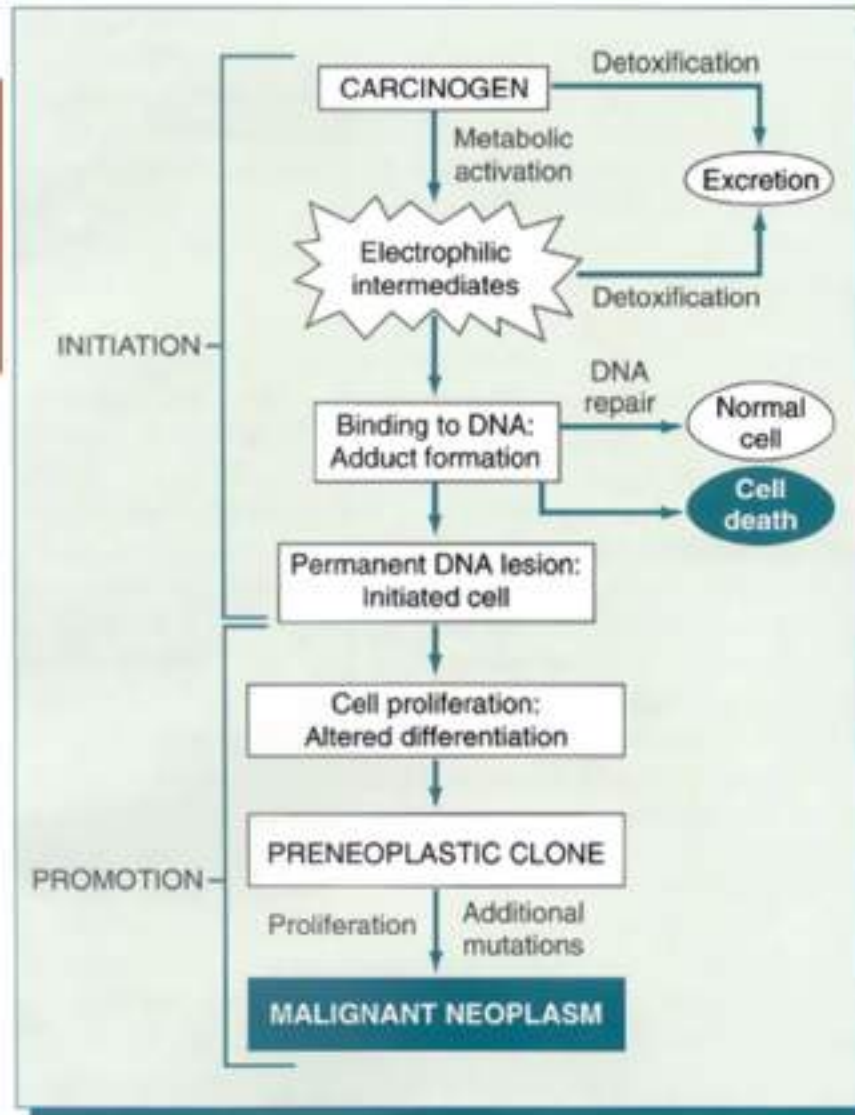 CARCINOGEN
Detoxification
Metabolic
activation
Excretion
Electrophilic
intermediates
Detoxification
INITIATION
DNA
repair
Binding to DNA:
Adduct formation
Normal
cell
Cell
death
Permanent DNA lesion:
Initiated cell
Cell proliferation:
Altered differentiation
PRENEOPLASTIC CLONE
PROMOTION
Proliferation
Additional
mutations
MALIGNANT NEOPLASM